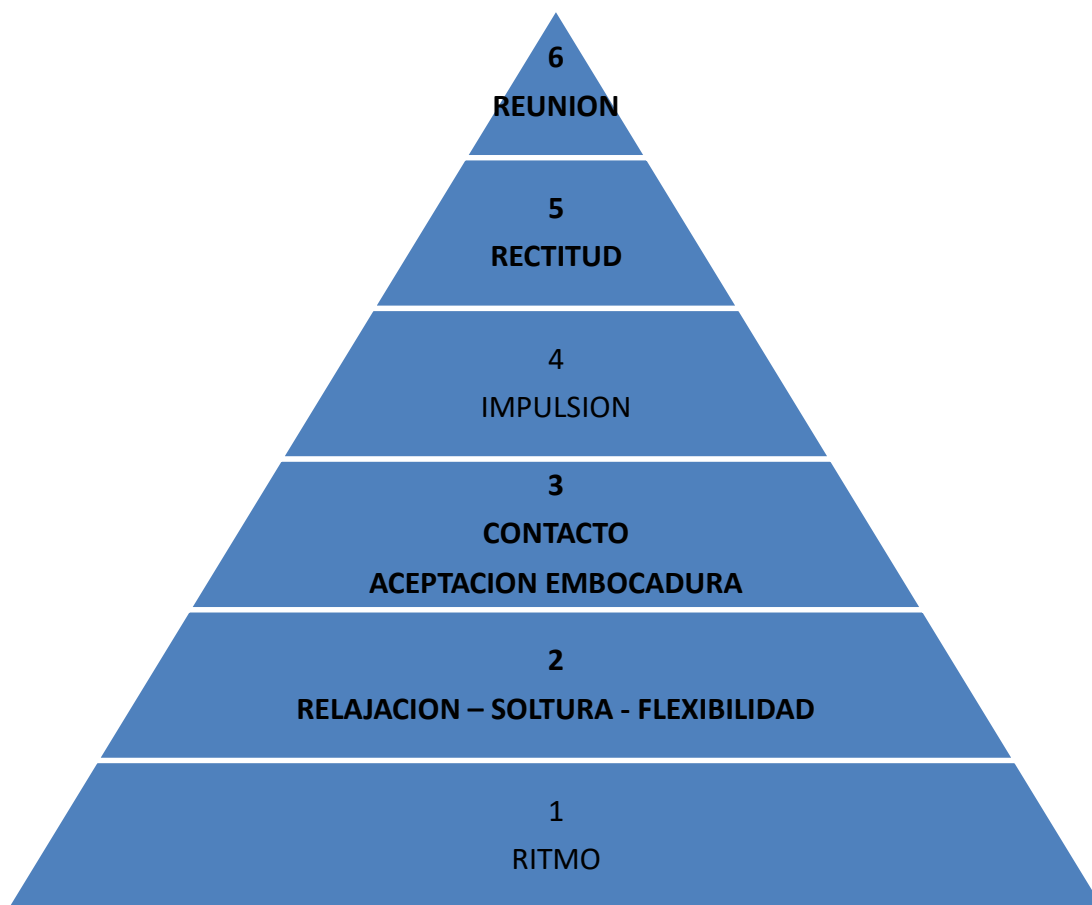 6
REUNION
5
RECTITUD
4
IMPULSION
3
CONTACTO
ACEPTACION EMBOCADURA
2
RELAJACION – SOLTURA - FLEXIBILIDAD
1
RITMO